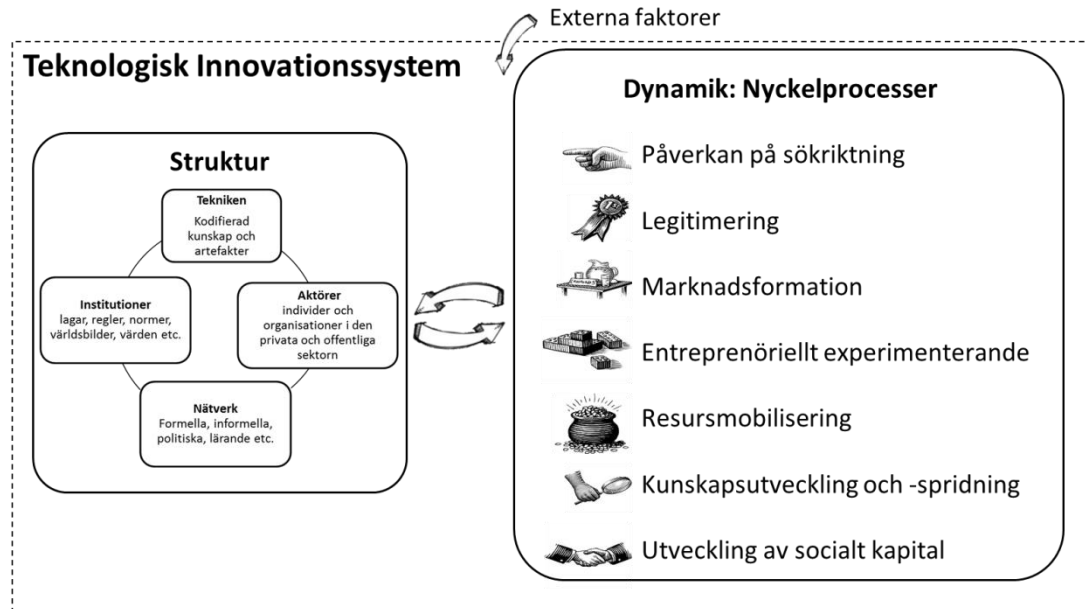 Externa faktorer
Teknologisk Innovationssystem
Struktur
Tekniken
Kodifierad
kunskap och
artefakter
Institutioner
lagar, regler, normer,
världsbilder, värden etc.
Aktörer
individer och
organisationer i den
privata och offentliga
sektorn
Nätverk
Formella, informella,
politiska, lärande etc.
Dynamik: Nyckelprocesser
Påverkan på sökriktning
Legitimering
Marknadsformation
Entreprenöriellt experimenterande
Resursmobilisering
Kunskapsutveckling och -spridning
Utveckling av socialt kapital